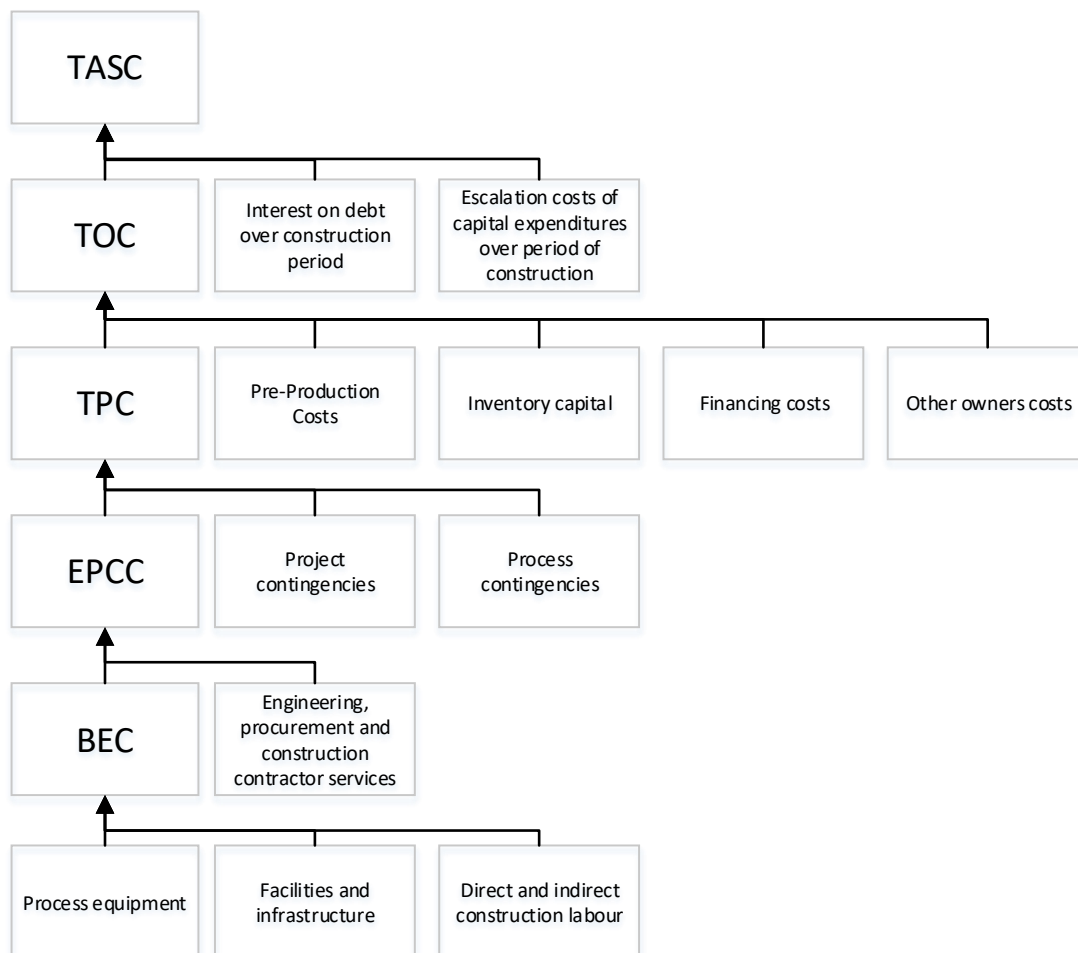 TASC
TOC
Interest on debt
over construction
period
Escalation costs of
capital expenditures
over period of
construction
TPC
Pre-Production
Costs
Inventory capital
Financing costs
Other owners costs
EPCC
Project
contingencies
Process
contingencies
BEC
Engineering,
procurement and
construction
contractor services
Process equipment
Facilities and
infrastructure
Direct and indirect
construction labour